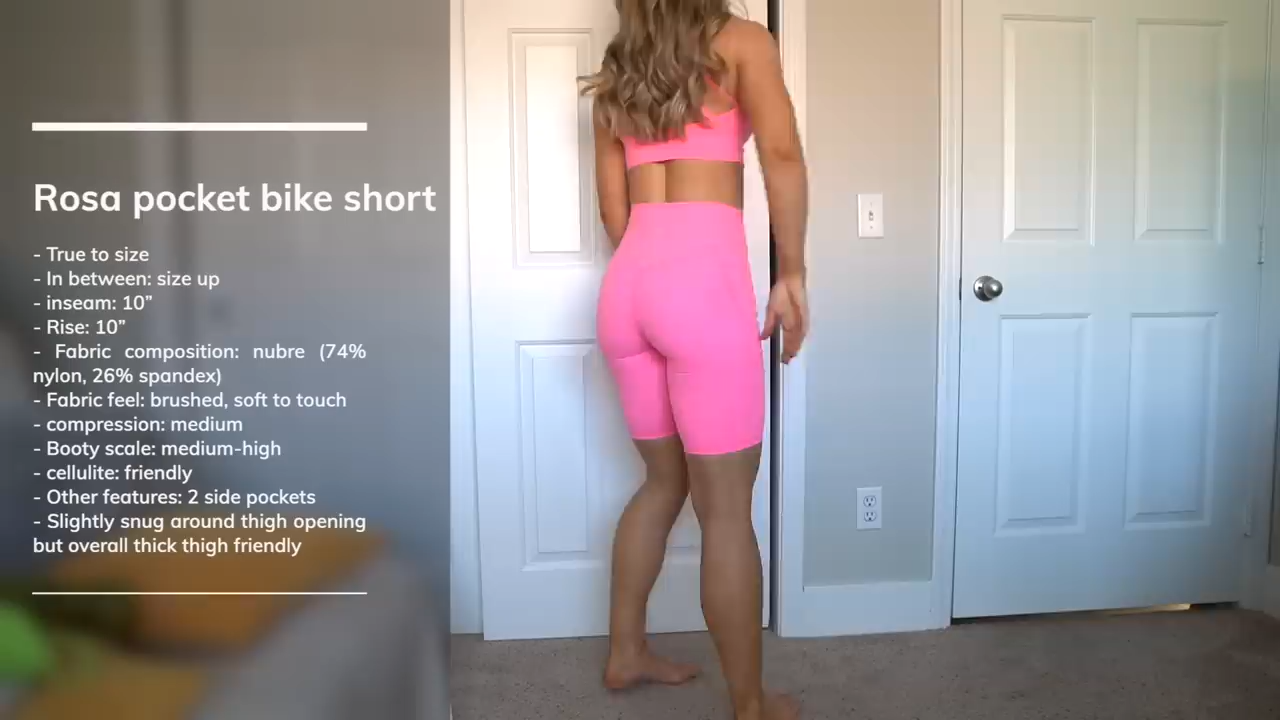 Rosa pocket bike short
- True to size
- In between: size up
- inseam: 10”
- Rise: 10”
- Fabric composition: nubre (74%
nylon, 26% spandex)
- Fabric feel: brushed, soft to touch
- compression: medium
- Booty scale: medium-high
- cellulite: friendly
- Other features: 2 side pockets
- Slightly snug around thigh opening
but overall thick thigh friendly